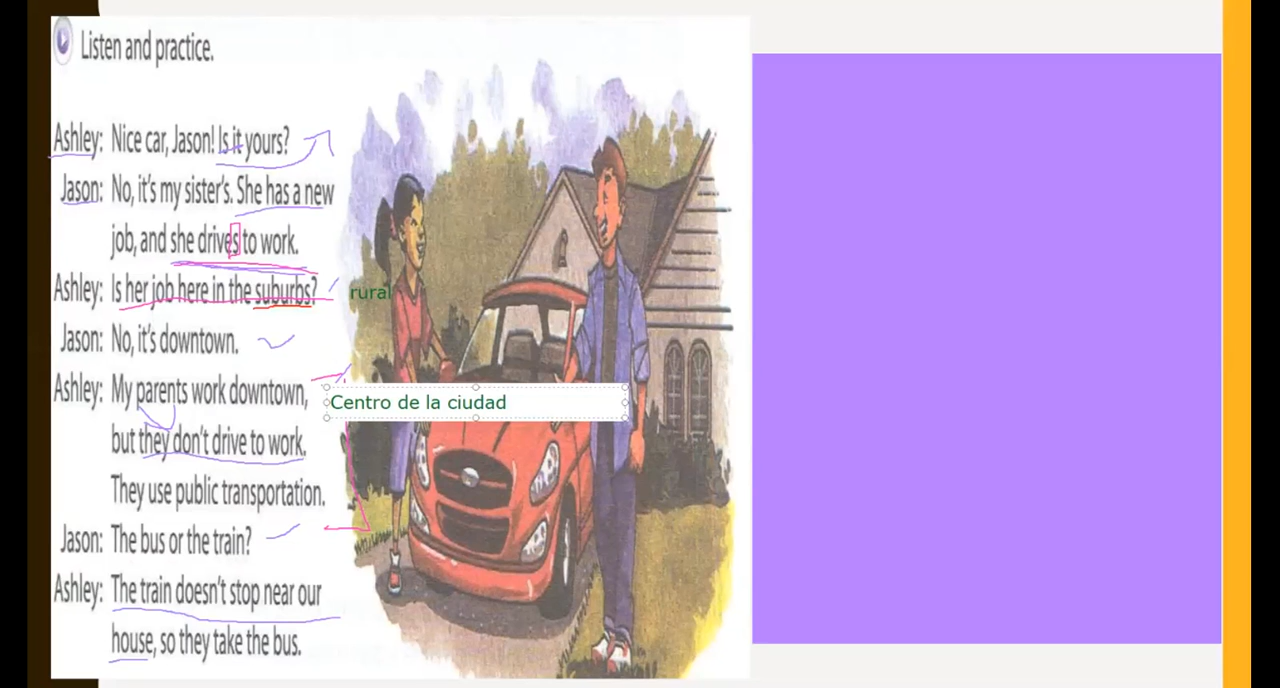 Listen and practice.
Ashley: Nice car, Jason! Is it yours?
Jason: No, it's my sister's. She has a new
job, and she drives to work.
Ashley: Is her job here in the suburbs? rural
Jason: No, it's downtown.
Ashley: My parents work downtown,
Centro de la ciudad
but they don't drive to work.
They use public transportation.
Jason: The bus or the train?
Ashley: The train doesn't stop near our
house, so they take the bus.